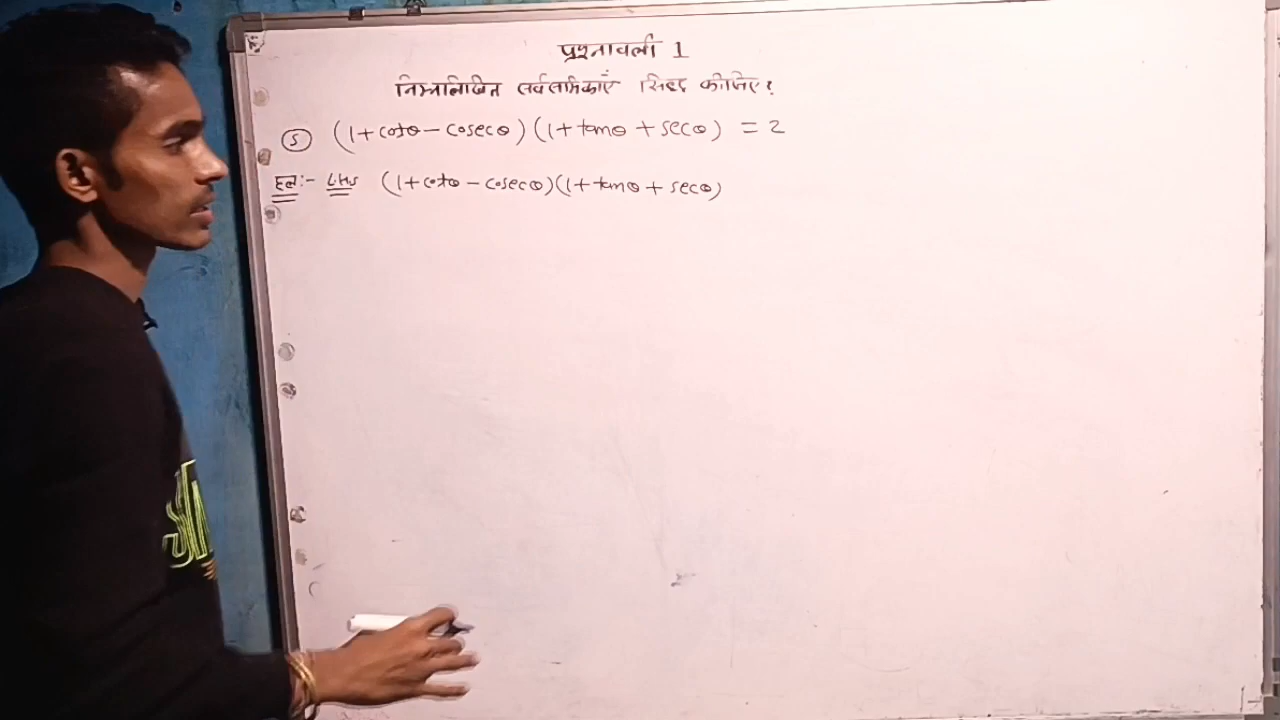 प्रश्नावली 1
निम्नलिखित सर्वसमिकाएँ सिद्ध कीजिए?
5 (1+cotθ - cosecθ)(1+tanθ + secθ) = 2
हल:- LHS (1+cotθ - cosecθ)(1+tanθ + secθ)